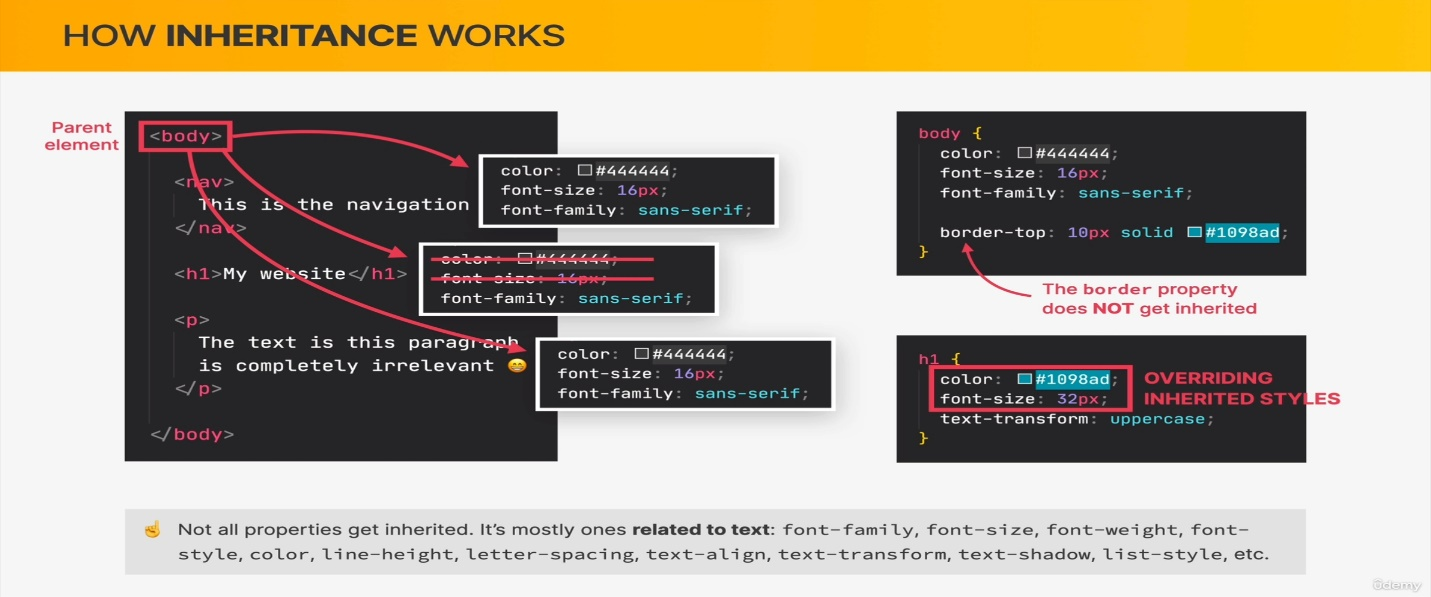 HOW INHERITANCE WORKS
Parent
element
<body>
<nav>
This is the navigation
</nav>
<h1>My website</h1>
<p>
The text is this paragraph
is completely irrelevant 😁
</p>
</body>
color: #444444;
font-size: 16px;
font-family: sans-serif;
color: #444444;
font-size: 16px;
font-family: sans-serif;
color: #444444;
font-size: 16px;
font-family: sans-serif;
body {
color: #444444;
font-size: 16px;
font-family: sans-serif;
border-top: 10px solid #1098ad;
}
The border property
does NOT get inherited
h1 {
color: #1098ad;
font-size: 32px;
text-transform: uppercase;
}
OVERRIDING
INHERITED STYLES
☝️ Not all properties get inherited. It's mostly ones related to text: font-family, font-size, font-weight, font-
style, color, line-height, letter-spacing, text-align, text-transform, text-shadow, list-style, etc.
ûdemy